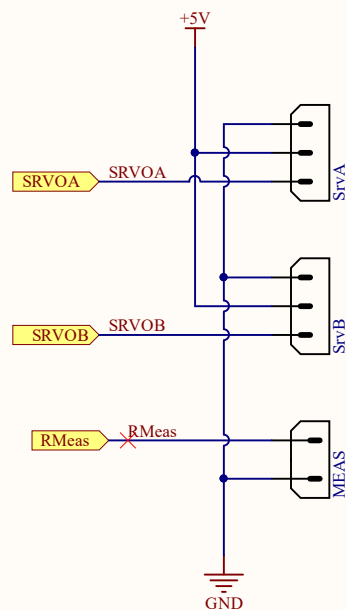 +5V
SRVOA
SRVOA
SrvA
SRVOB
SRVOB
SrvB
RMeas
RMeas
MEAS
GND